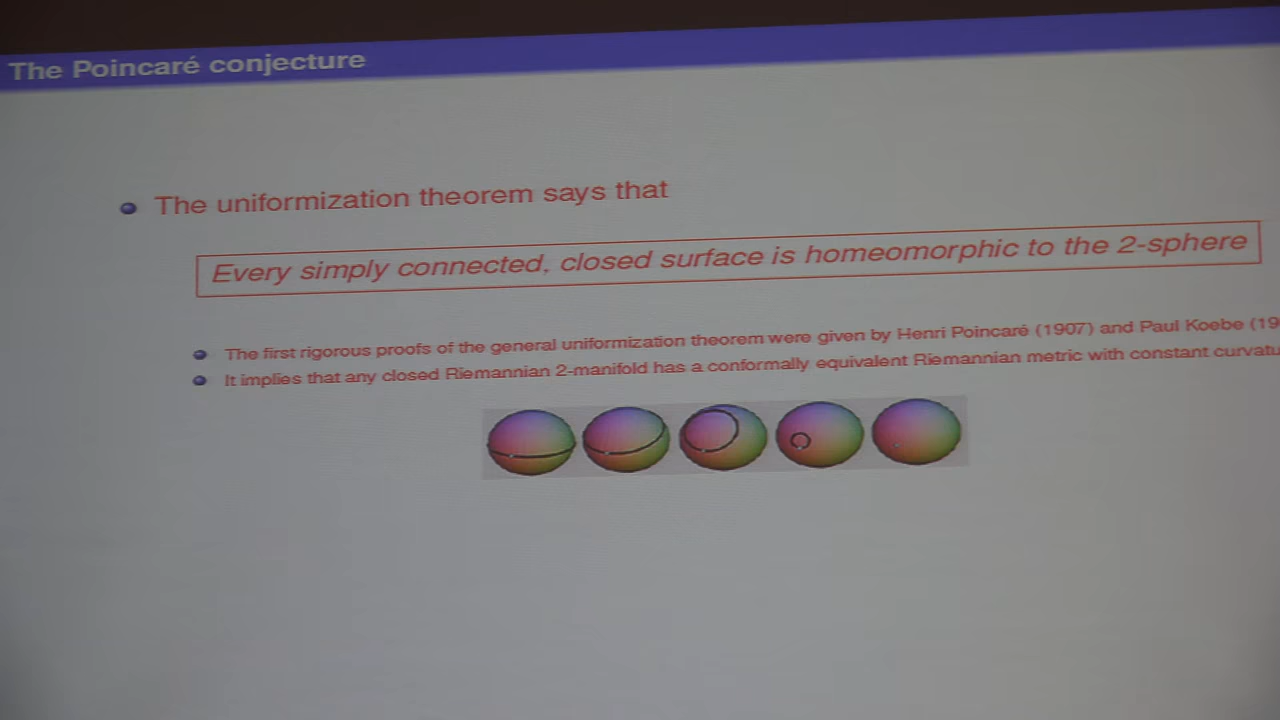 The Poincaré conjecture
The uniformization theorem says that
Every simply connected, closed surface is homeomorphic to the 2-sphere
The first rigorous proofs of the general uniformization theorem were given by Henri Poincaré (1907) and Paul Koebe (19
It implies that any closed Riemannian 2-manifold has a conformally equivalent Riemannian metric with constant